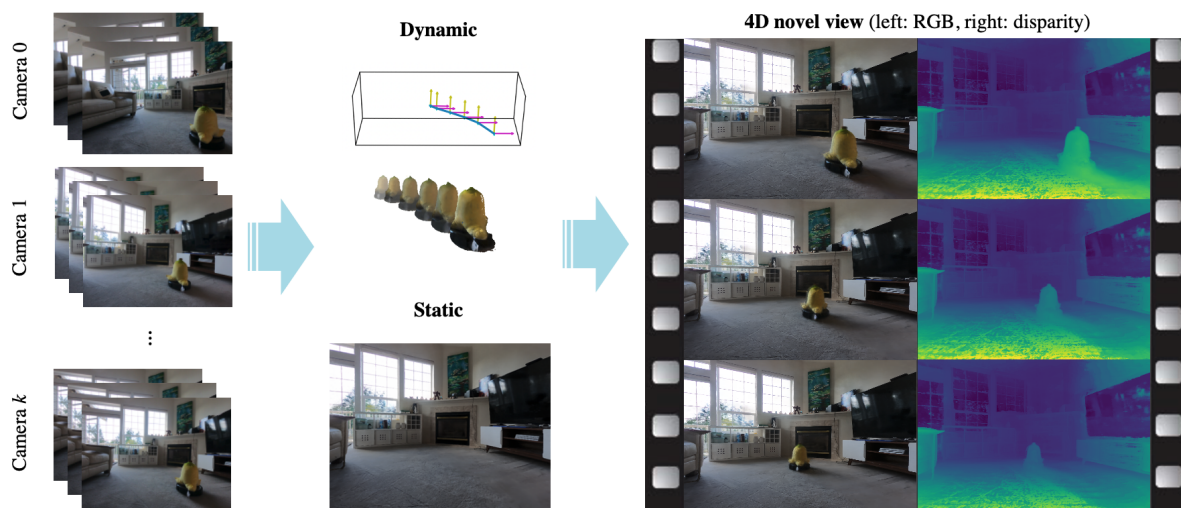 Camera 0
Camera 1
...
Camera k
Dynamic
Static
4D novel view (left: RGB, right: disparity)